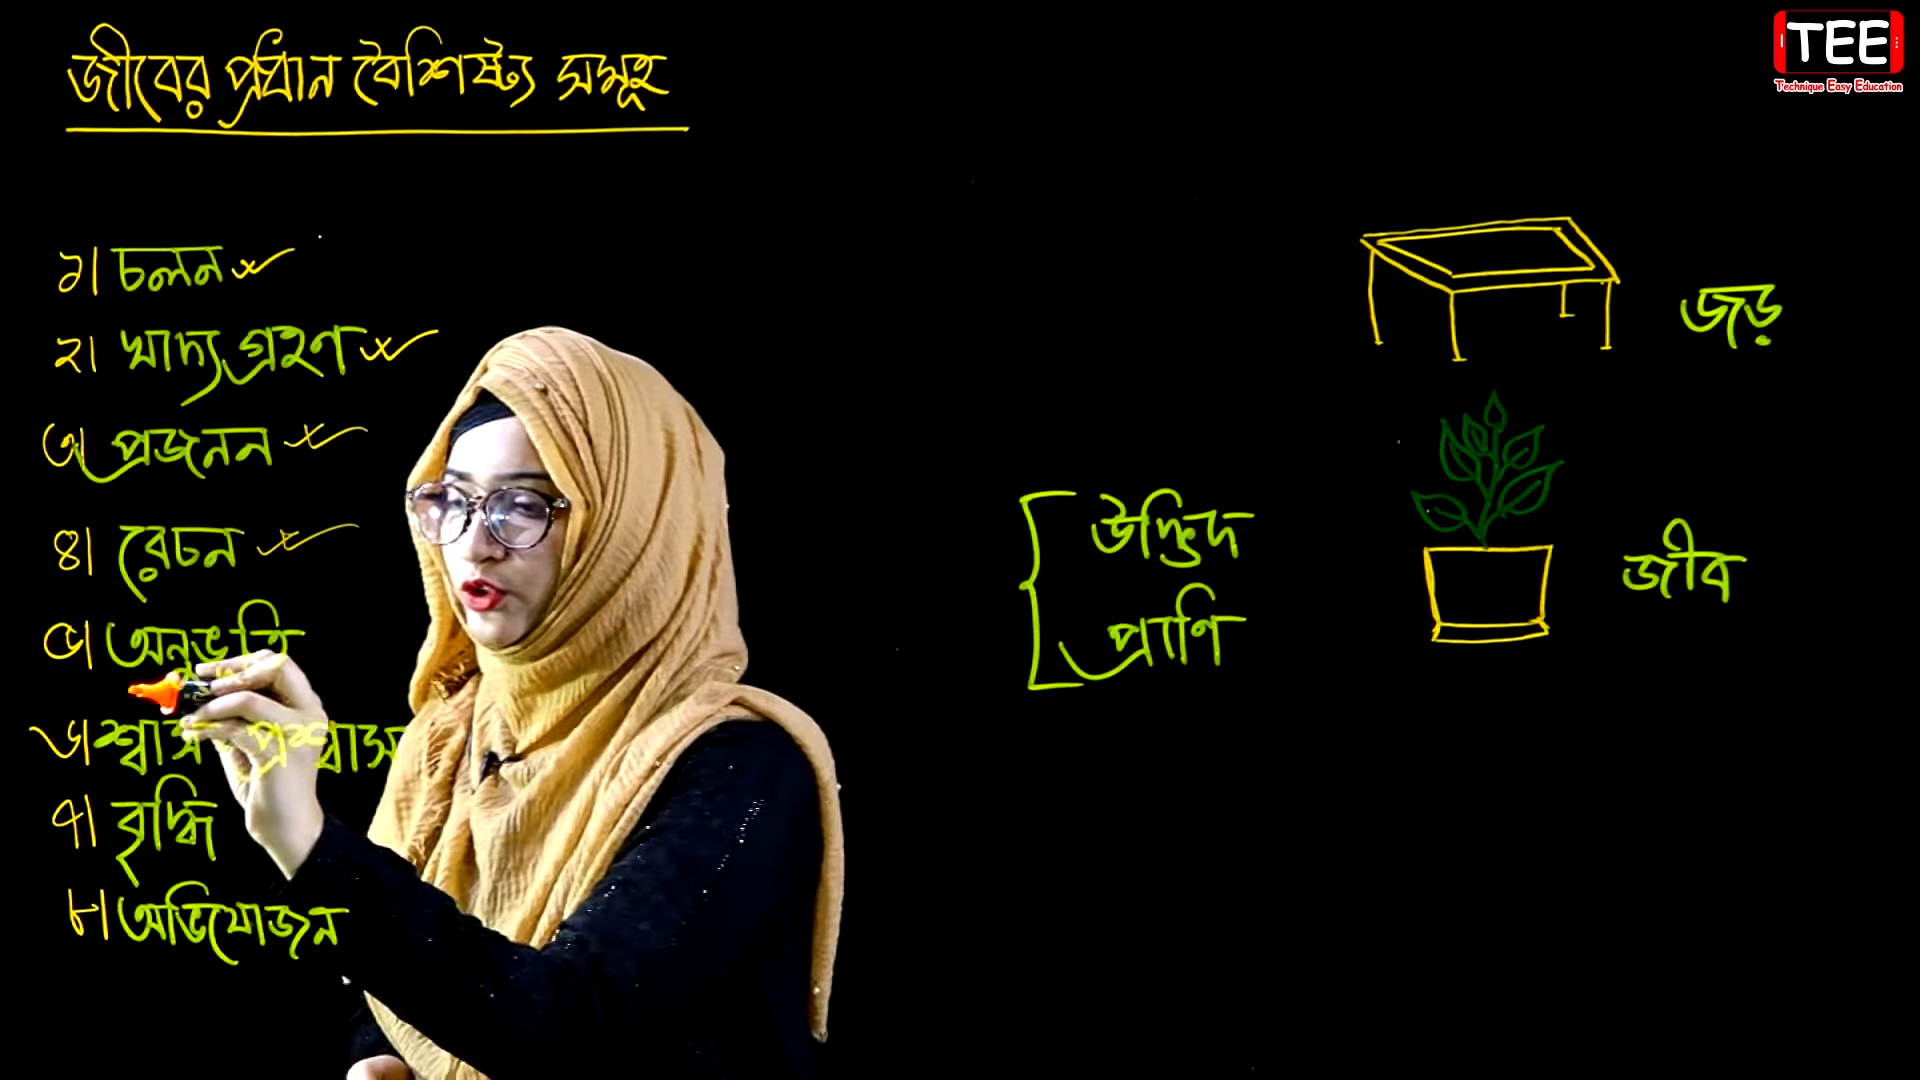 জীবের প্রধান বৈশিষ্ট্য সমূহ
TEE
Technique Easy Education
১। চলন
২। খাদ্য গ্রহণ
৩। প্রজনন
৪। রেচন
৫। অনুভূতি
৬। শ্বাস প্রশ্বাস
৭। বৃদ্ধি
৮। অভিযোজন
জড়
উদ্ভিদ
প্রাণি
জীব